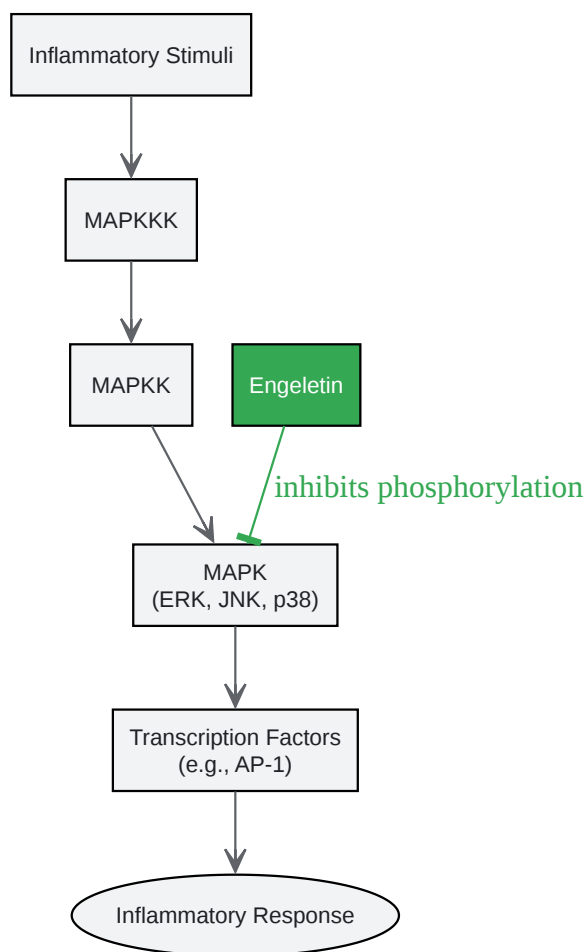 Inflammatory Stimuli
MAPKKK
MAPKK
Engeletin
inhibits phosphorylation
MAPK
(ERK, JNK, p38)
Transcription Factors
(e.g., AP-1)
Inflammatory Response